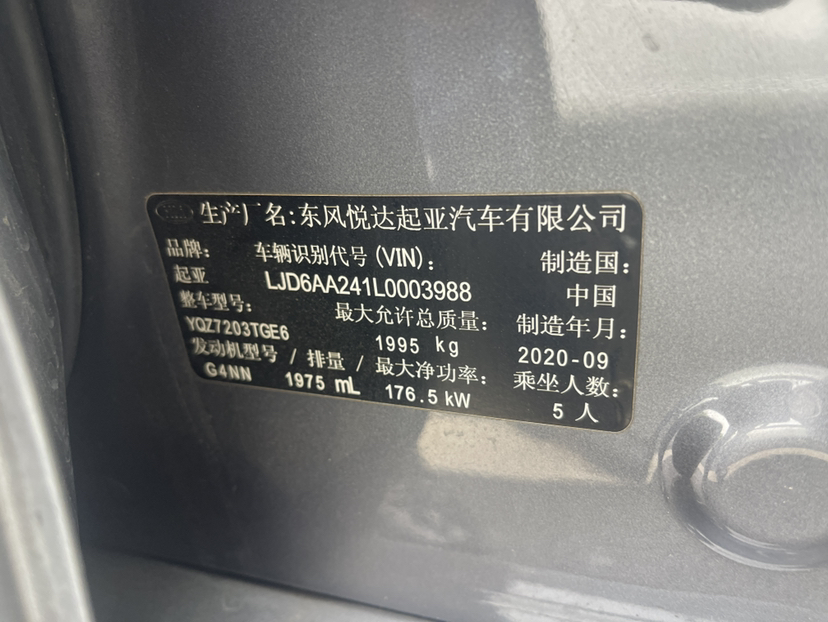 生产厂名:东风悦达起亚汽车有限公司
品牌: 车辆识别代号(VIN): 制造国:
起亚 LJD6AA241L0003988 中国
整车型号: 最大允许总质量: 制造年月:
YQZ7203TGE6 1995 kg 2020-09
发动机型号 / 排量 / 最大净功率: 乘坐人数:
G4NN 1975 mL 176.5 kW 5 人